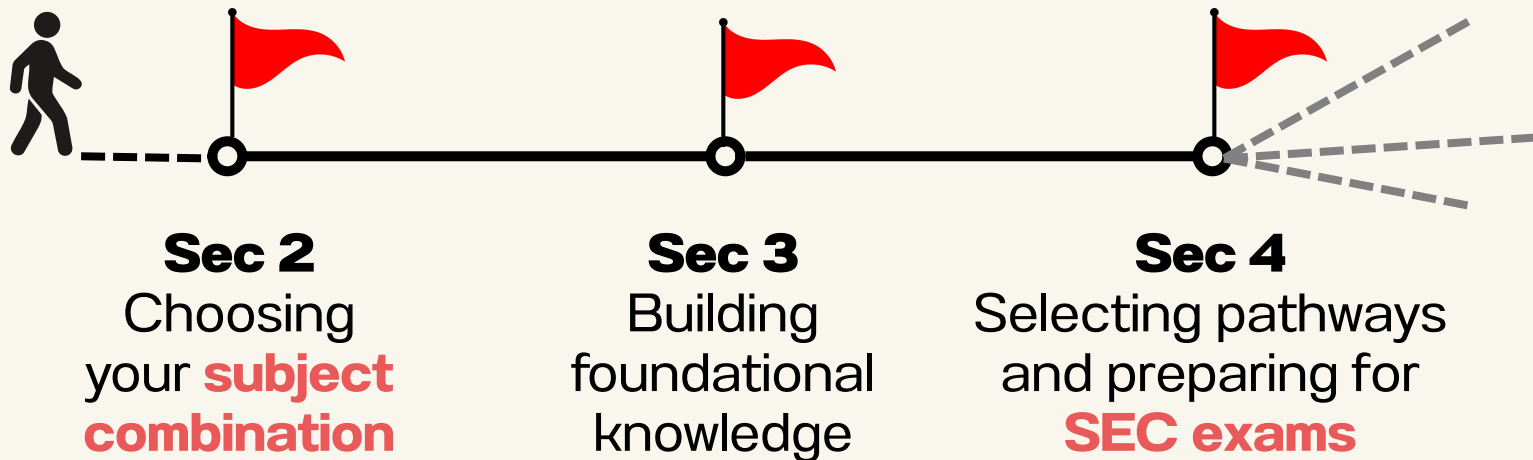 Sec 2
Choosing
your subject
combination
Sec 3
Building
foundational
knowledge
Sec 4
Selecting pathways
and preparing for
SEC exams